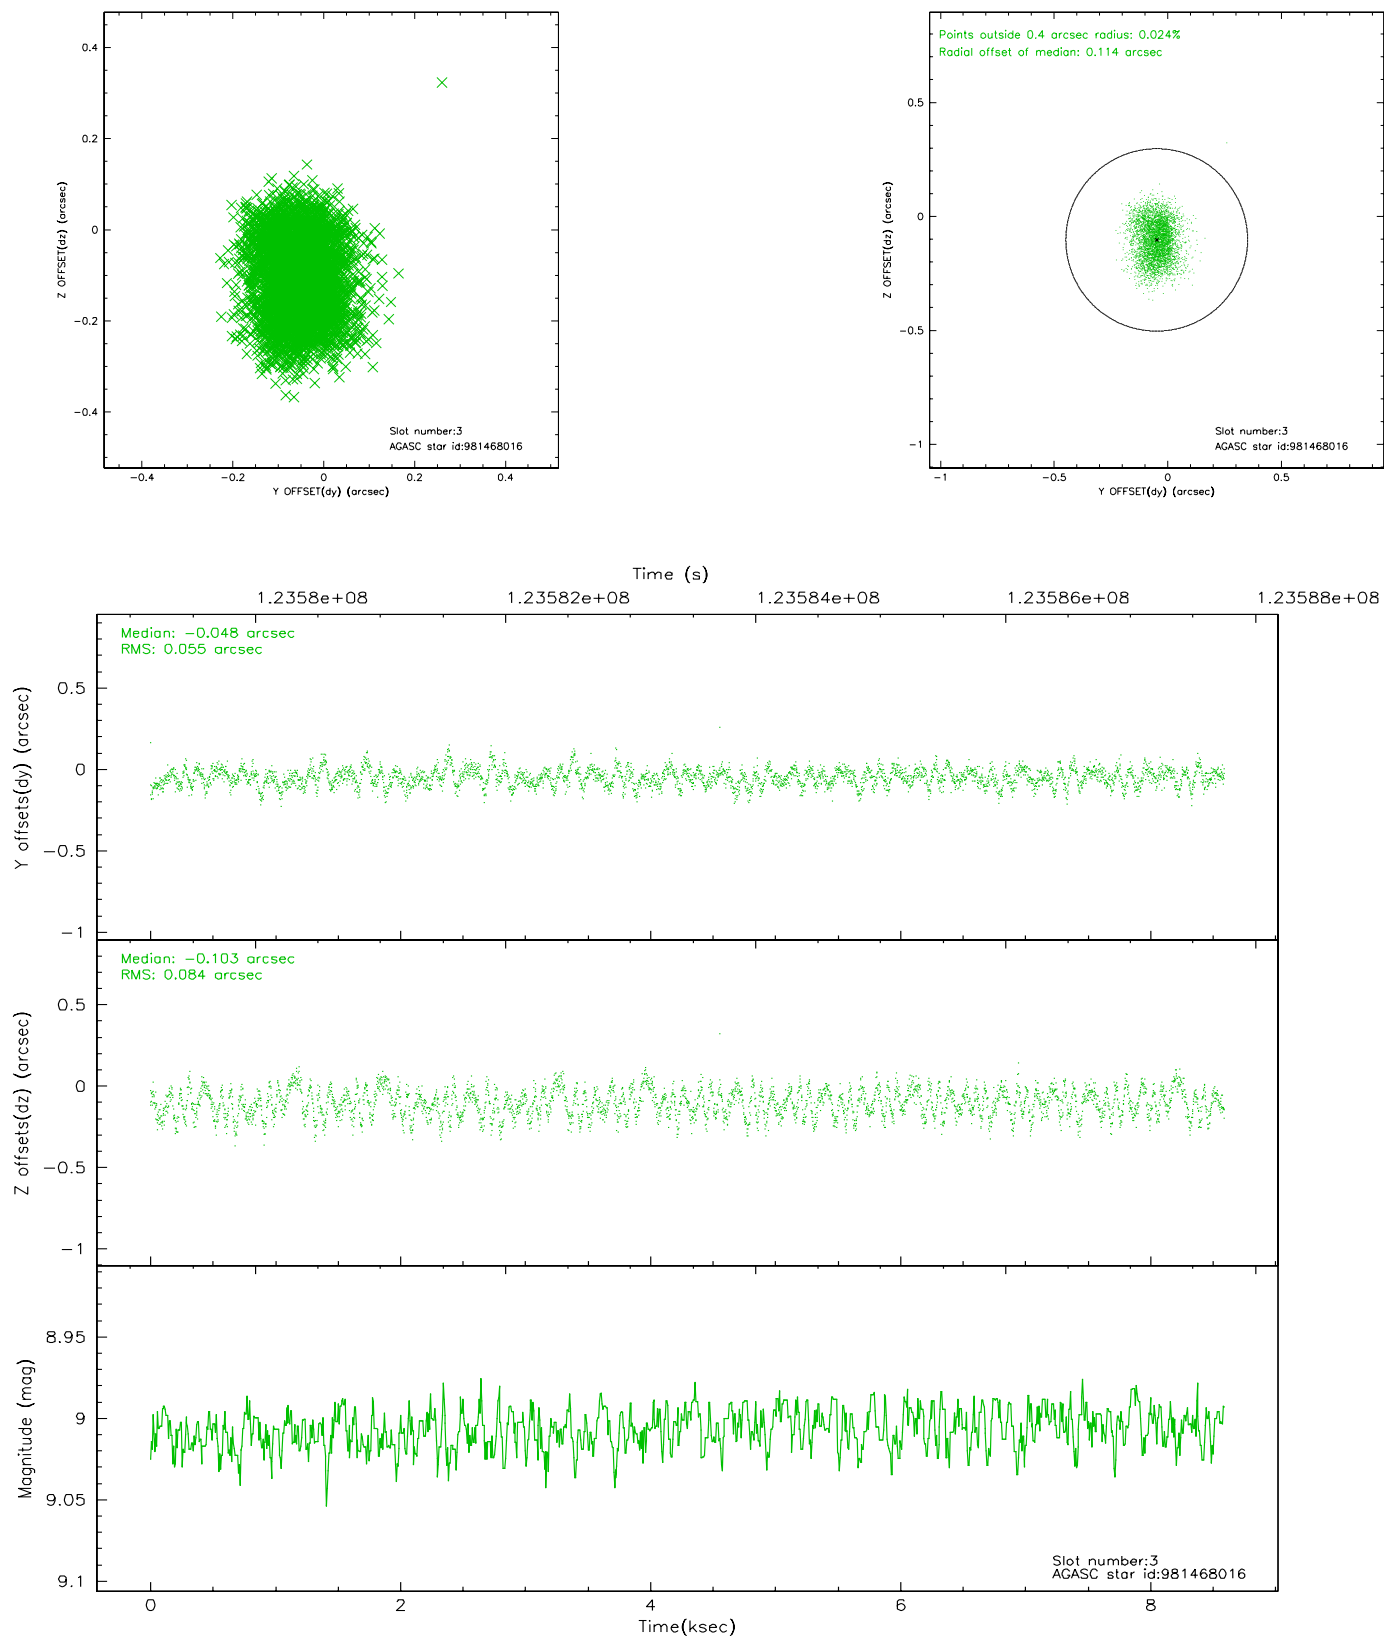 0.4
0.2
0
−0.2
−0.4
Z OFFSET(dz) (arcsec)
Slot number:3
AGASC star id:981468016
−0.4 −0.2 0 0.2 0.4
Y OFFSET(dy) (arcsec)
Points outside 0.4 arcsec radius: 0.024%
Radial offset of median: 0.114 arcsec
0.5
0
−0.5
−1
Z OFFSET(dz) (arcsec)
Slot number:3
AGASC star id:981468016
−1 −0.5 0 0.5
Y OFFSET(dy) (arcsec)
Time (s)
1.2358e+08 1.23582e+08 1.23584e+08 1.23586e+08 1.23588e+08
Median: −0.048 arcsec
RMS: 0.055 arcsec
0.5
0
−0.5
−1
Y offsets(dy) (arcsec)
Median: −0.103 arcsec
RMS: 0.084 arcsec
0.5
0
−0.5
−1
Z offsets(dz) (arcsec)
8.95
9
9.05
9.1
Magnitude (mag)
Slot number:3
AGASC star id:981468016
0 2 4 6 8
Time(ksec)